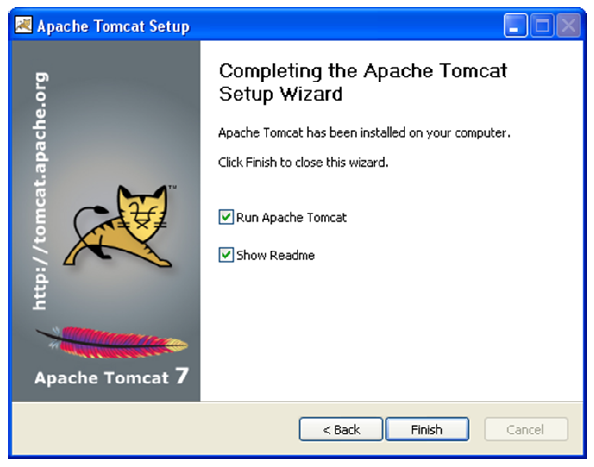 Apache Tomcat Setup
http://tomcat.apache.org
TM
Apache Tomcat 7
Completing the Apache Tomcat
Setup Wizard
Apache Tomcat has been installed on your computer.
Click Finish to close this wizard.
Run Apache Tomcat
Show Readme
< Back
Finish
Cancel